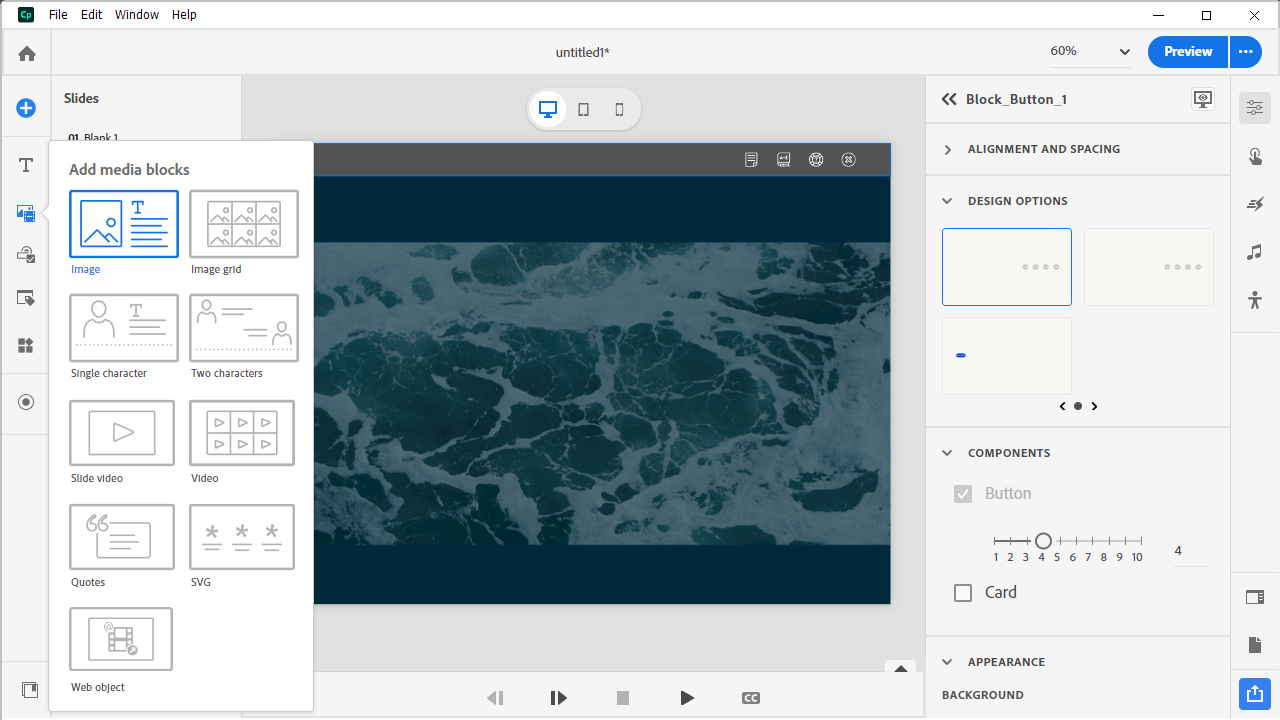 Cp File Edit Window Help
untitled1*
60%
Preview
Slides
01 Blank 1
Add media blocks
Image
Image grid
Single character
Two characters
Slide video
Video
Quotes
SVG
Web object
CC
Block_Button_1
ALIGNMENT AND SPACING
DESIGN OPTIONS
COMPONENTS
Button
1 2 3 4 5 6 7 8 9 10
4
Card
APPEARANCE
BACKGROUND